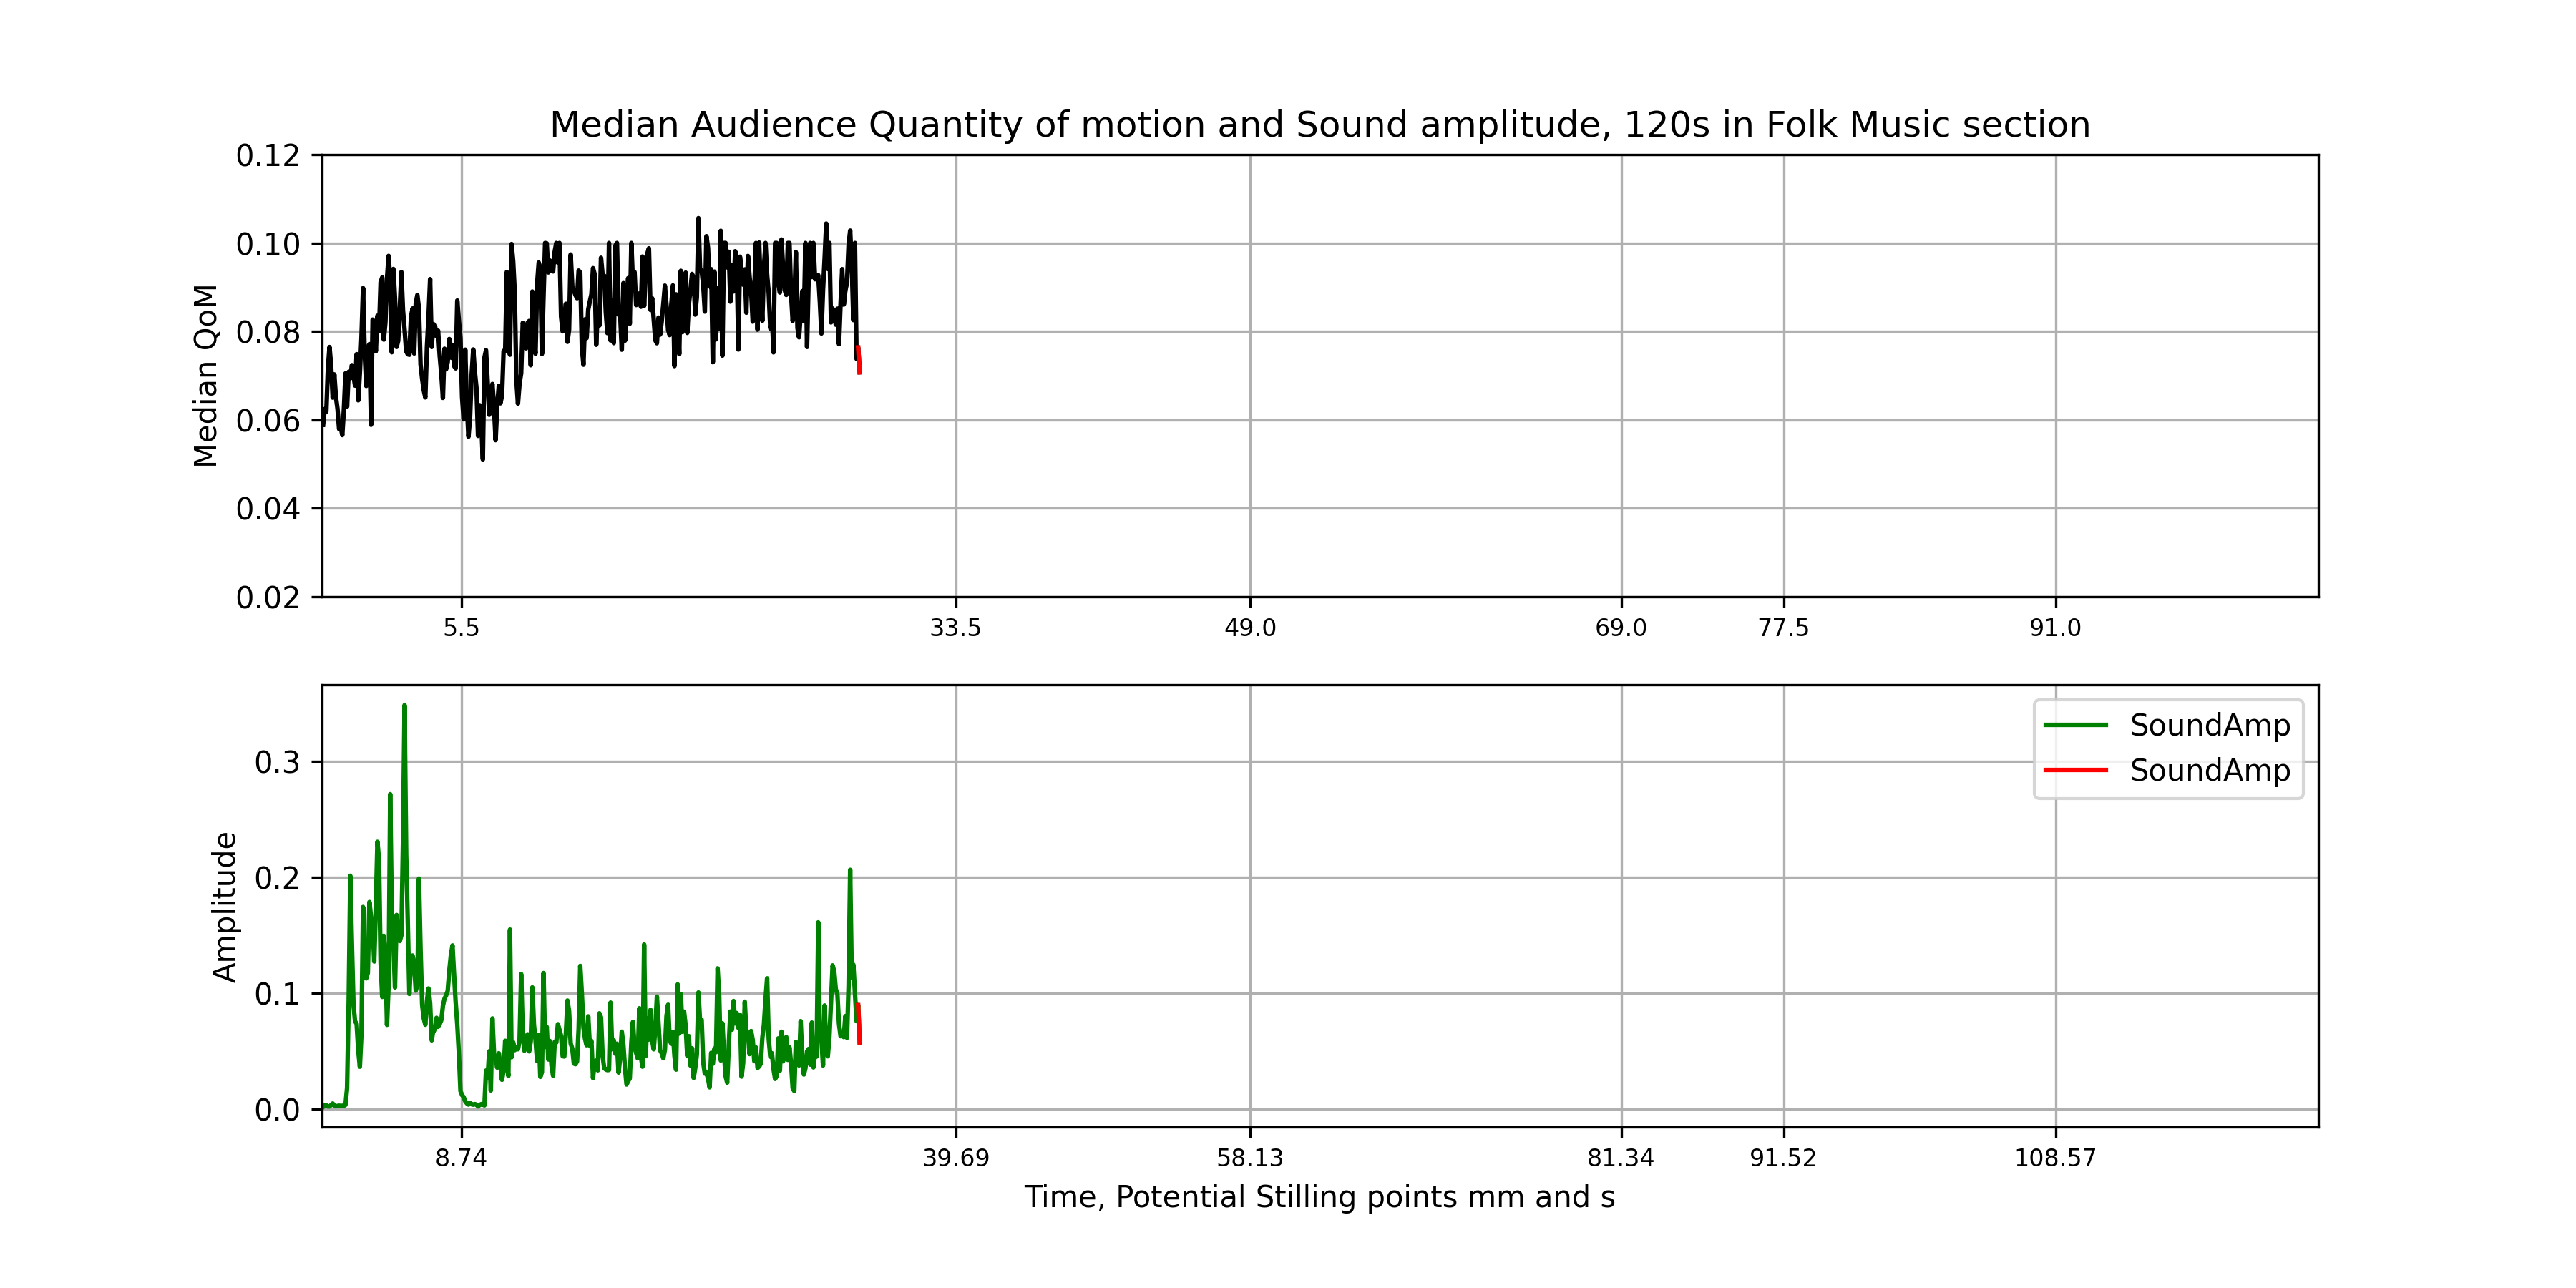 Median Audience Quantity of motion and Sound amplitude, 120s in Folk Music section
0.12
0.10
0.08
0.06
0.04
0.02
Median QoM
5.5 33.5 49.0 69.0 77.5 91.0
SoundAmp
SoundAmp
0.3
0.2
0.1
0.0
Amplitude
8.74 39.69 58.13 81.34 91.52 108.57
Time, Potential Stilling points mm and s